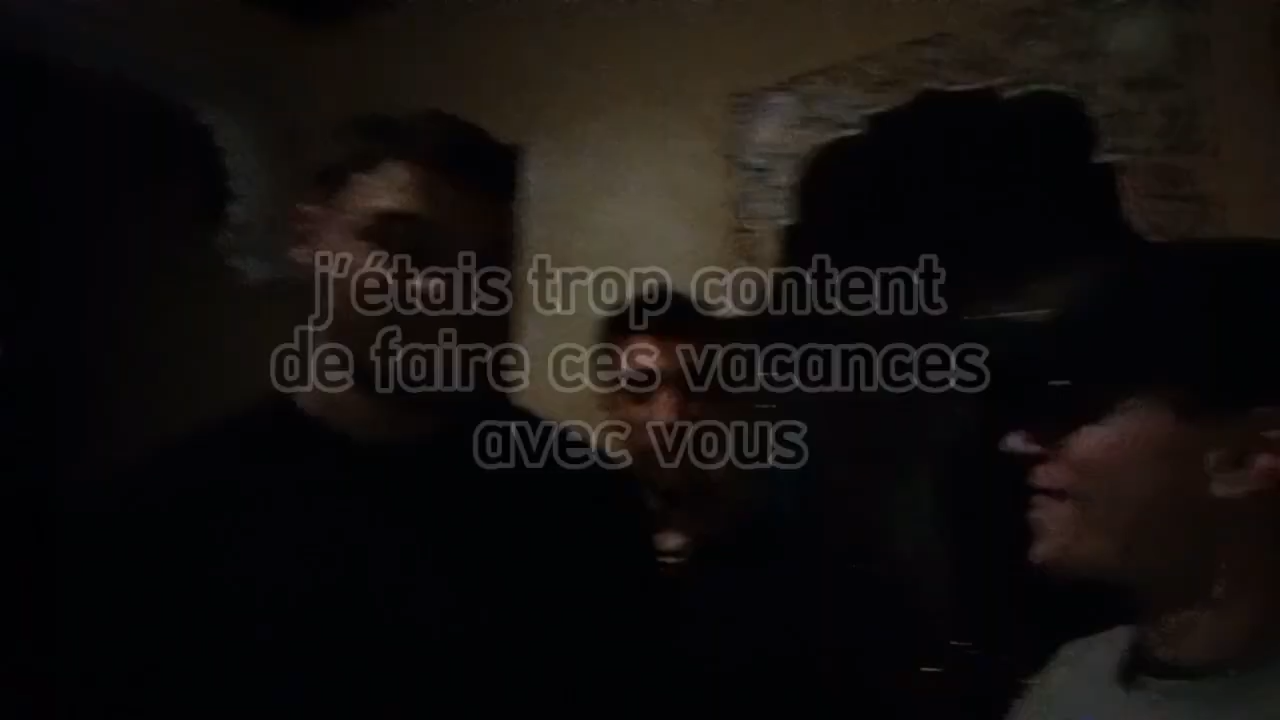 j'étais trop content
de faire ces vacances
avec vous